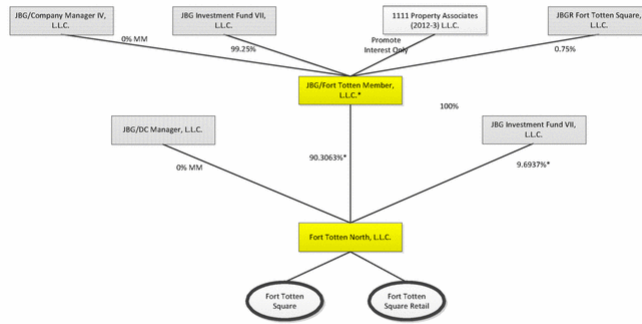 JBG/Company Manager IV,
L.L.C.
JBG Investment Fund VII,
L.L.C.
1111 Property Associates
(2012-3) L.L.C.
JBGR Fort Totten Square,
L.L.C.
0% MM
99.25%
Promote
Interest Only
0.75%
JBG/Fort Totten Member,
L.L.C.*
100%
JBG/DC Manager, L.L.C.
JBG Investment Fund VII,
L.L.C.
90.3063%*
0% MM
9.6937%*
Fort Totten North, L.L.C.
Fort Totten
Square
Fort Totten
Square Retail